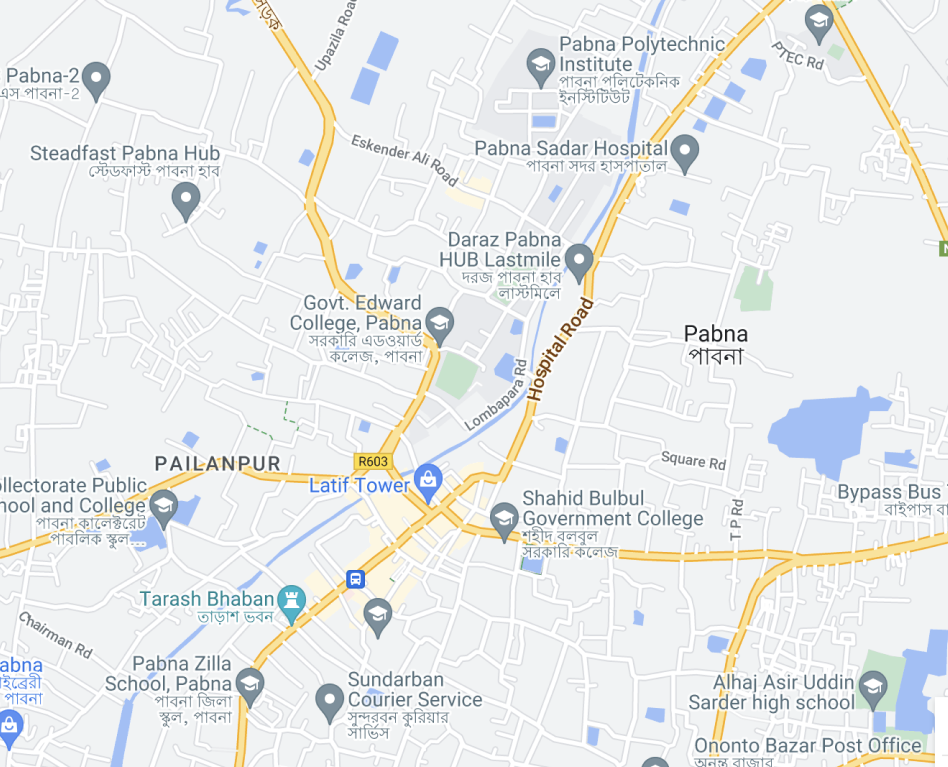 সড়ক
Upazila Road
PTEC Rd
Pabna Polytechnic
Institute
পাবনা পলিটেকনিক
ইনস্টিটিউট
Pabna-2
এস পাবনা-২
Eskender Ali Road
Pabna Sadar Hospital
পাবনা সদর হাসপাতাল
Steadfast Pabna Hub
স্টেডফাস্ট পাবনা হাব
Daraz Pabna
HUB Lastmile
দরজ পাবনা হাব
লাস্টমিলে
N
Govt. Edward
College, Pabna
সরকারি এডওয়ার্ড
কলেজ, পাবনা
Hospital Road
Pabna
পাবনা
Lombapara Rd
R603
PAILANPUR
Square Rd
Latif Tower
ollectorate Public
hool and College
পাবনা কালেক্টরেট
পাবলিক স্কুল...
Shahid Bulbul
Government College
শহীদ বুলবুল
সরকারি কলেজ
T P Rd
Bypass Bus
বাইপাস বা
Tarash Bhaban
তাড়াশ ভবন
Chairman Rd
abna
াইব্রেরী
পাবনা
Pabna Zilla
School, Pabna
পাবনা জিলা
স্কুল, পাবনা
Sundarban
Courier Service
সুন্দরবন কুরিয়ার
সার্ভিস
Alhaj Asir Uddin
Sarder high school
Ononto Bazar Post Office
অনন্ত বাজার